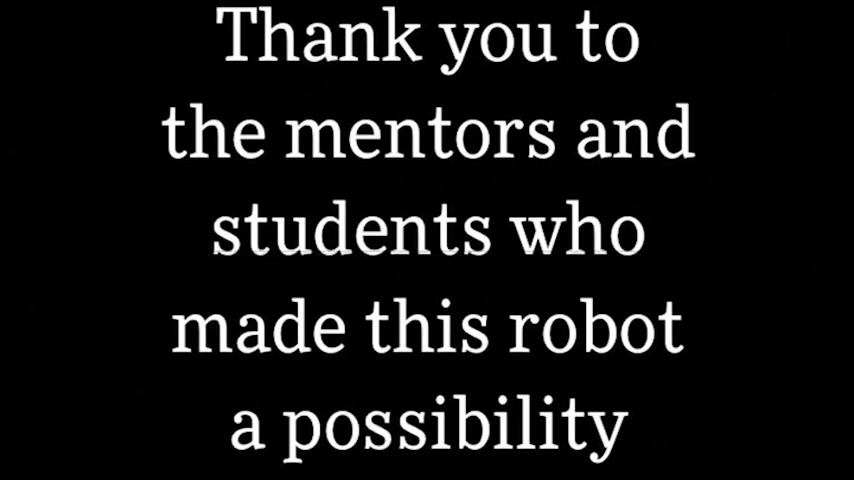 Thank you to
the mentors and
students who
made this robot
a possibility